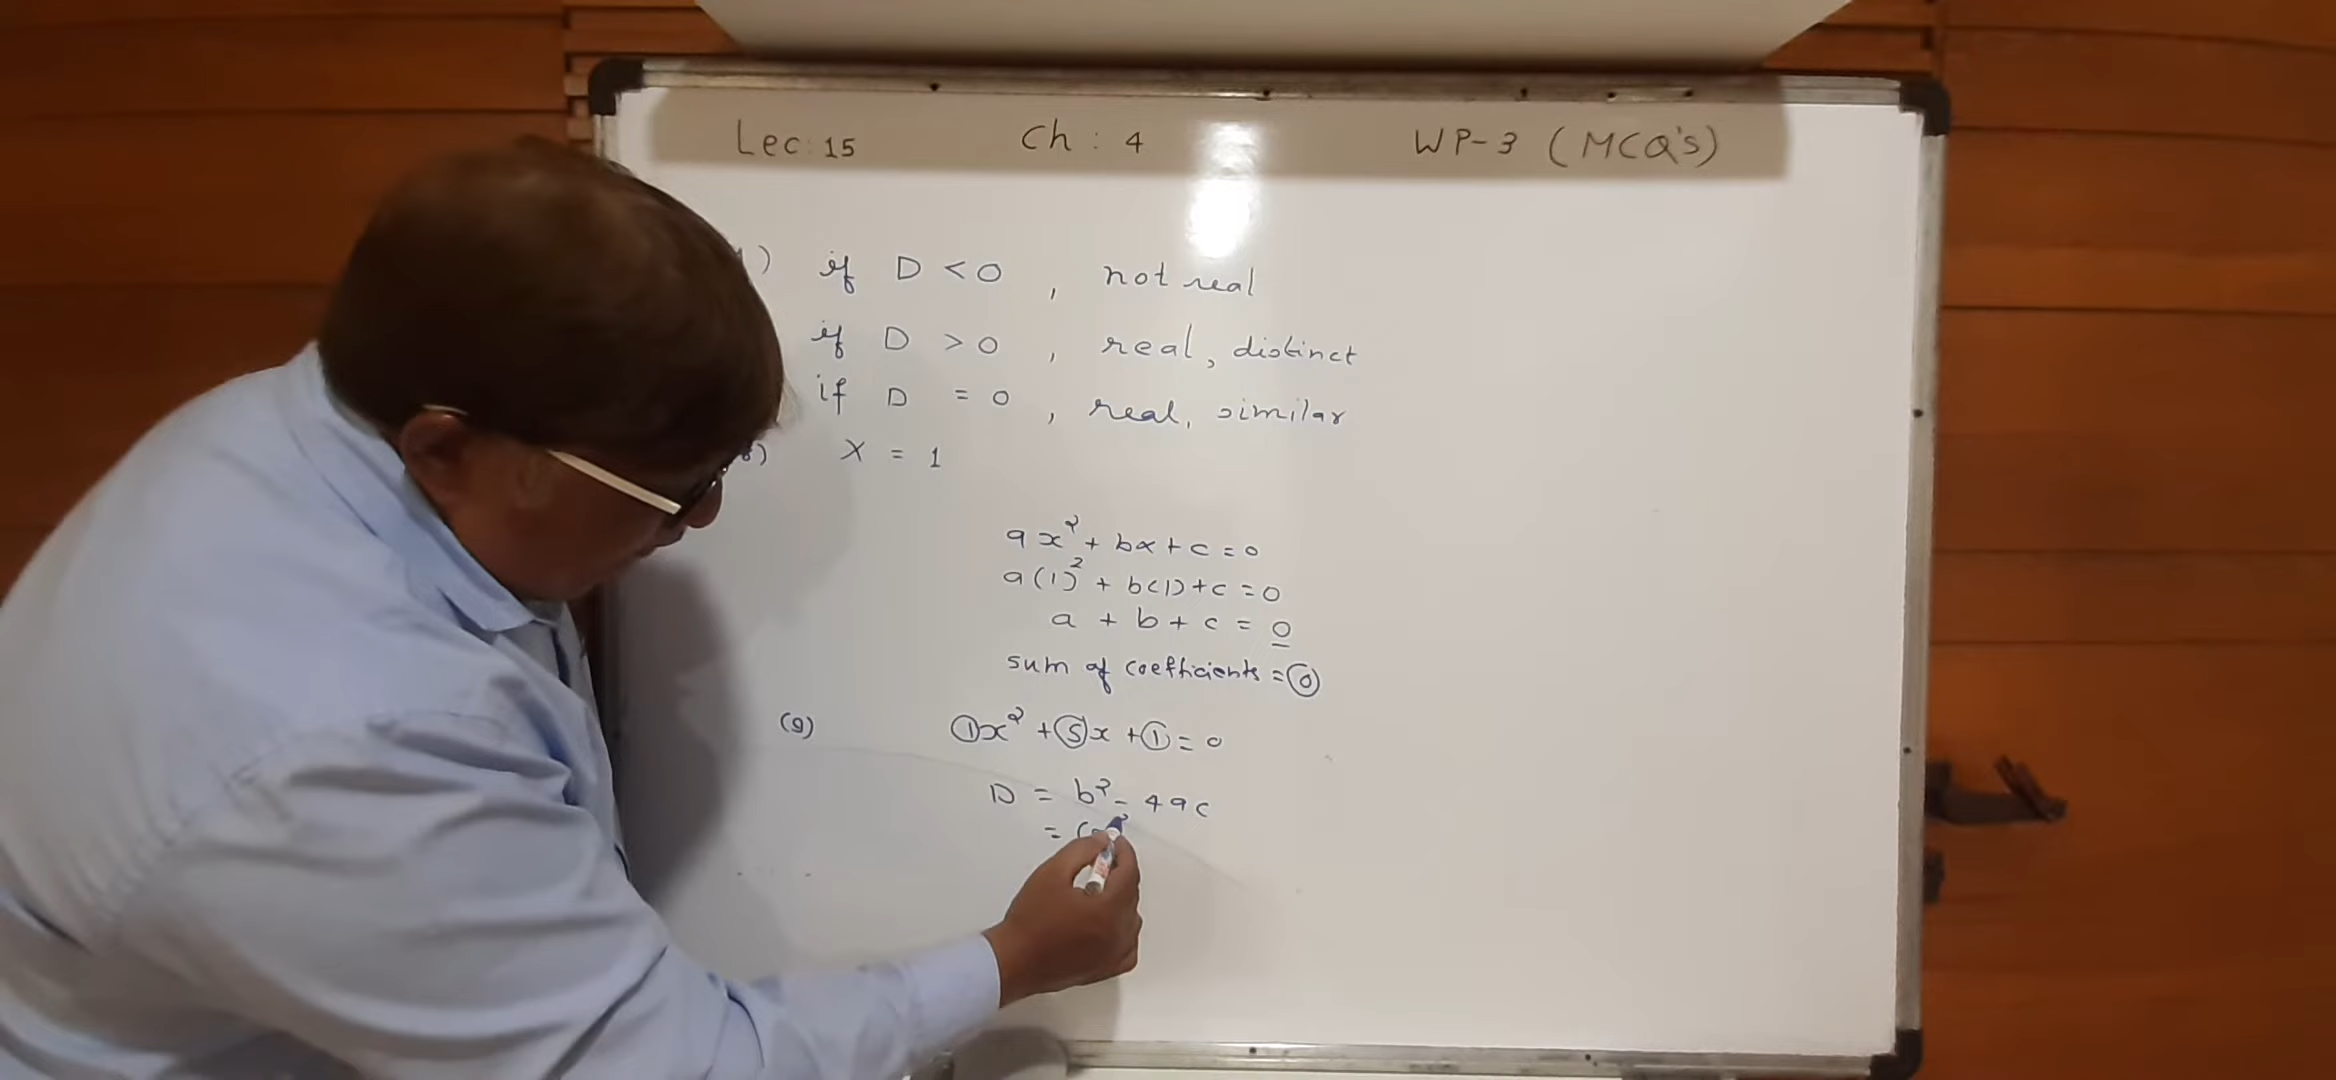 Lec: 15 Ch: 4 WP-3 (MCQ's)
) if D < 0 , not real
if D > 0 , real, distinct
if D = 0 , real, similar
) X = 1
ax² + bx + c = 0
a(1)² + b(1) + c = 0
a + b + c = 0
sum of coefficients = 0
(9) 1x² + 5x + 1 = 0
D = b² - 4ac
= (